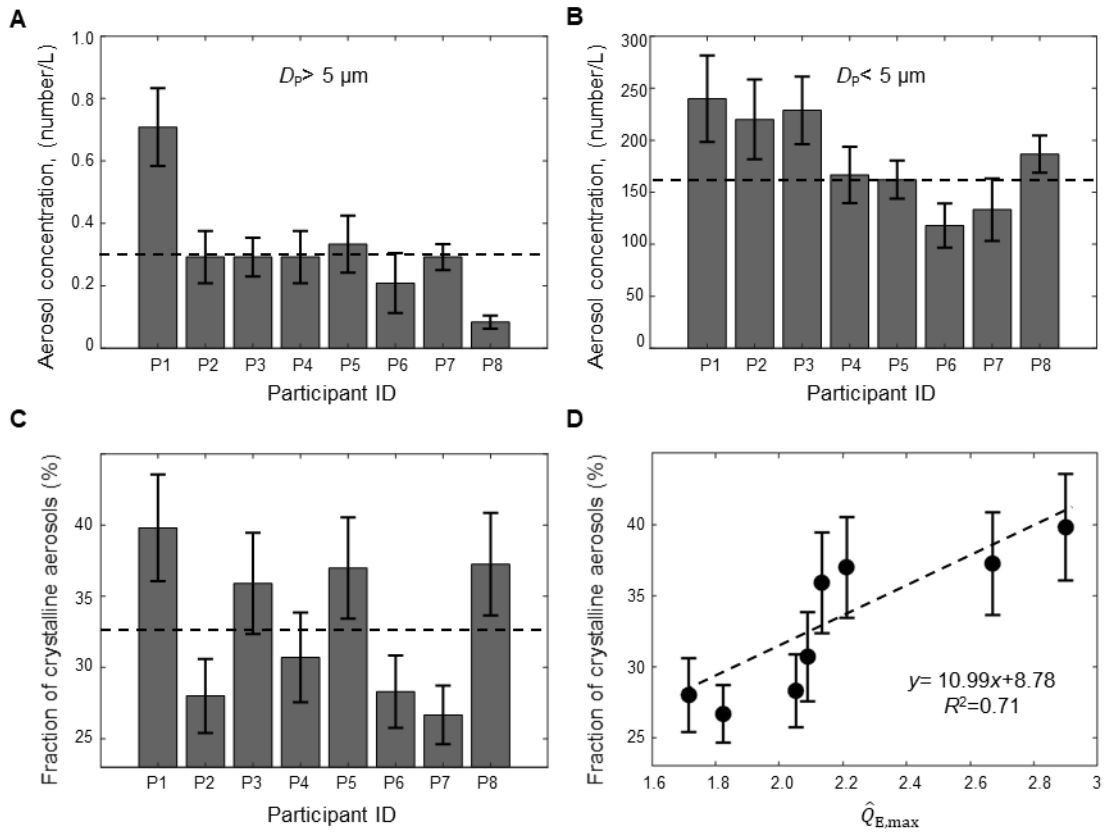 A
Aerosol concentration, (number/L)
1.0
0.8
0.6
0.4
0.2
0
D_P> 5 μm
P1 P2 P3 P4 P5 P6 P7 P8
Participant ID
B
Aerosol concentration, (number/L)
300
250
200
150
100
50
0
D_P< 5 μm
P1 P2 P3 P4 P5 P6 P7 P8
Participant ID
C
Fraction of crystalline aerosols (%)
40
35
30
25
P1 P2 P3 P4 P5 P6 P7 P8
Participant ID
D
Fraction of crystalline aerosols (%)
40
35
30
25
y= 10.99x+8.78
R²=0.71
1.6 1.8 2.0 2.2 2.4 2.6 2.8 3
Q̂_E,max